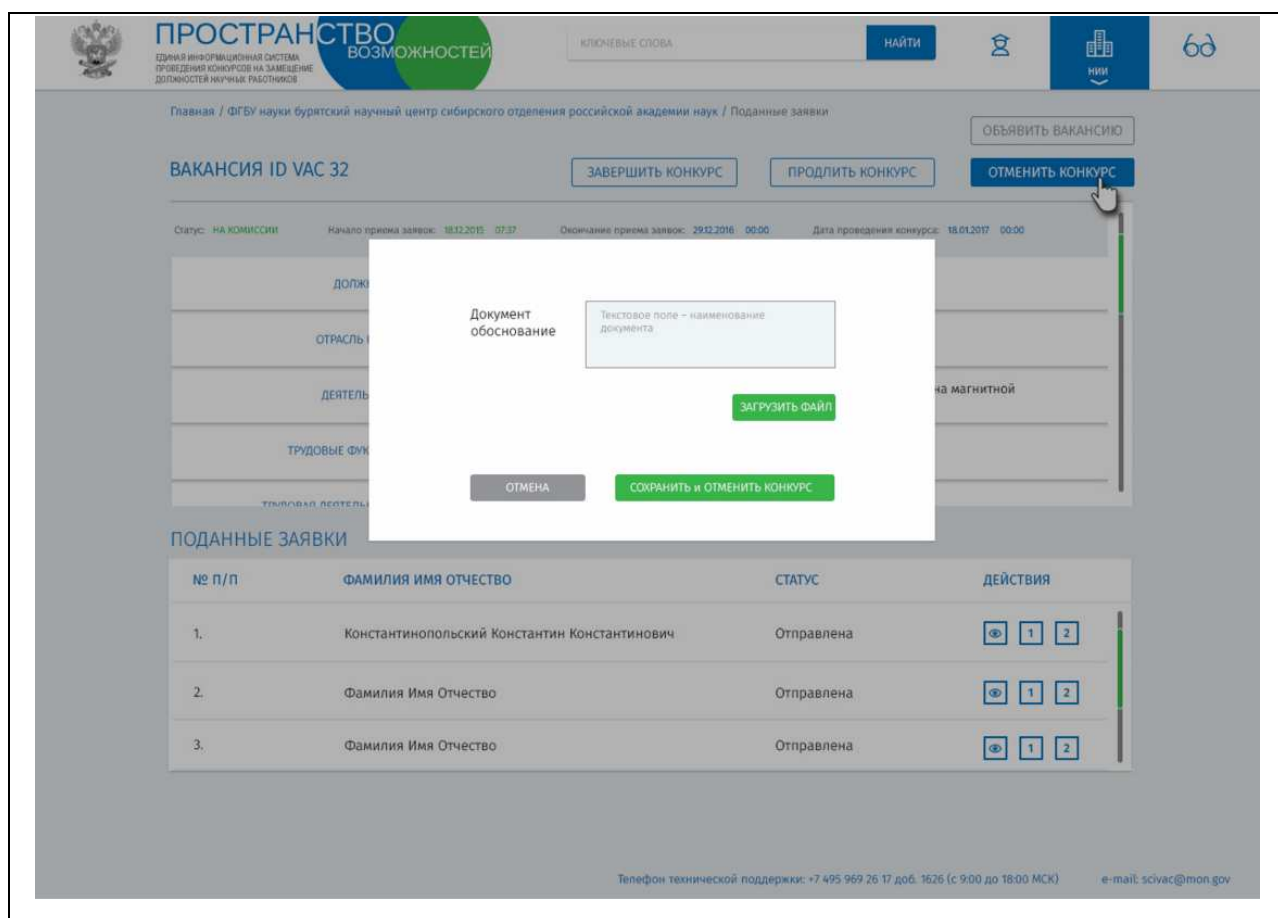 ПРОСТРАНСТВО
ВОЗМОЖНОСТЕЙ
ЕДИНАЯ ИНФОРМАЦИОННАЯ СИСТЕМА
ПРОВЕДЕНИЯ КОНКУРСОВ НА ЗАМЕЩЕНИЕ
ДОЛЖНОСТЕЙ НАУЧНЫХ РАБОТНИКОВ
КЛЮЧЕВЫЕ СЛОВА
НАЙТИ
НИИ
Главная / ФГБУ науки бурятский научный центр сибирского отделения российской академии наук / Поданные заявки
ОБЪЯВИТЬ ВАКАНСИЮ
ВАКАНСИЯ ID VAC 32
ЗАВЕРШИТЬ КОНКУРС
ПРОДЛИТЬ КОНКУРС
ОТМЕНИТЬ КОНКУРС
Статус: НА КОМИССИИ Начало приема заявок: 18.12.2015 07:37 Окончание приема заявок: 29.12.2016 00:00 Дата проведения конкурса: 18.01.2017 00:00
ДОЛЖ
ОТРАСЛЬ
ДЕЯТЕЛЬ
на магнитной
ТРУДОВЫЕ ФУК
ТРУДОВАЯ ДЕЯТЕЛЬ
Документ
обоснование
Текстовое поле – наименование
документа
ЗАГРУЗИТЬ ФАЙЛ
ОТМЕНА
СОХРАНИТЬ и ОТМЕНИТЬ КОНКУРС
ПОДАННЫЕ ЗАЯВКИ
№ П/П ФАМИЛИЯ ИМЯ ОТЧЕСТВО СТАТУС ДЕЙСТВИЯ
1. Константинопольский Константин Константинович Отправлена 1 2
2. Фамилия Имя Отчество Отправлена 1 2
3. Фамилия Имя Отчество Отправлена 1 2
Телефон технической поддержки: +7 495 969 26 17 доб. 1626 (с 9:00 до 18:00 МСК) e-mail: scivac@mon.gov